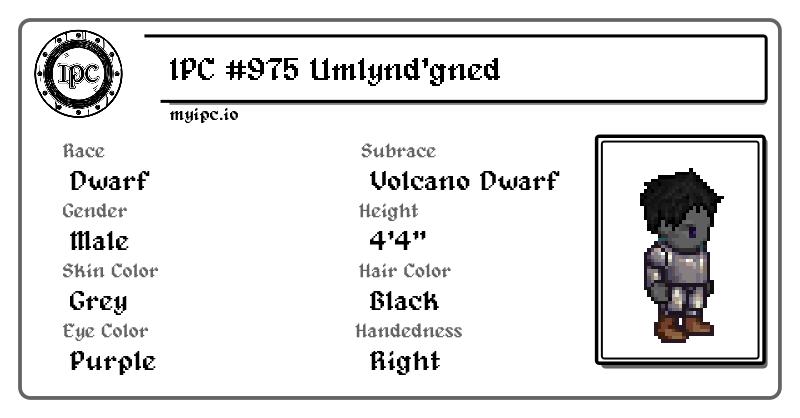 IPC
IPC #975 Umlynd'gned
myipc.io
Race
Dwarf
Subrace
Volcano Dwarf
Gender
Male
Height
4'4"
Skin Color
Grey
Hair Color
Black
Eye Color
Purple
Handedness
Right